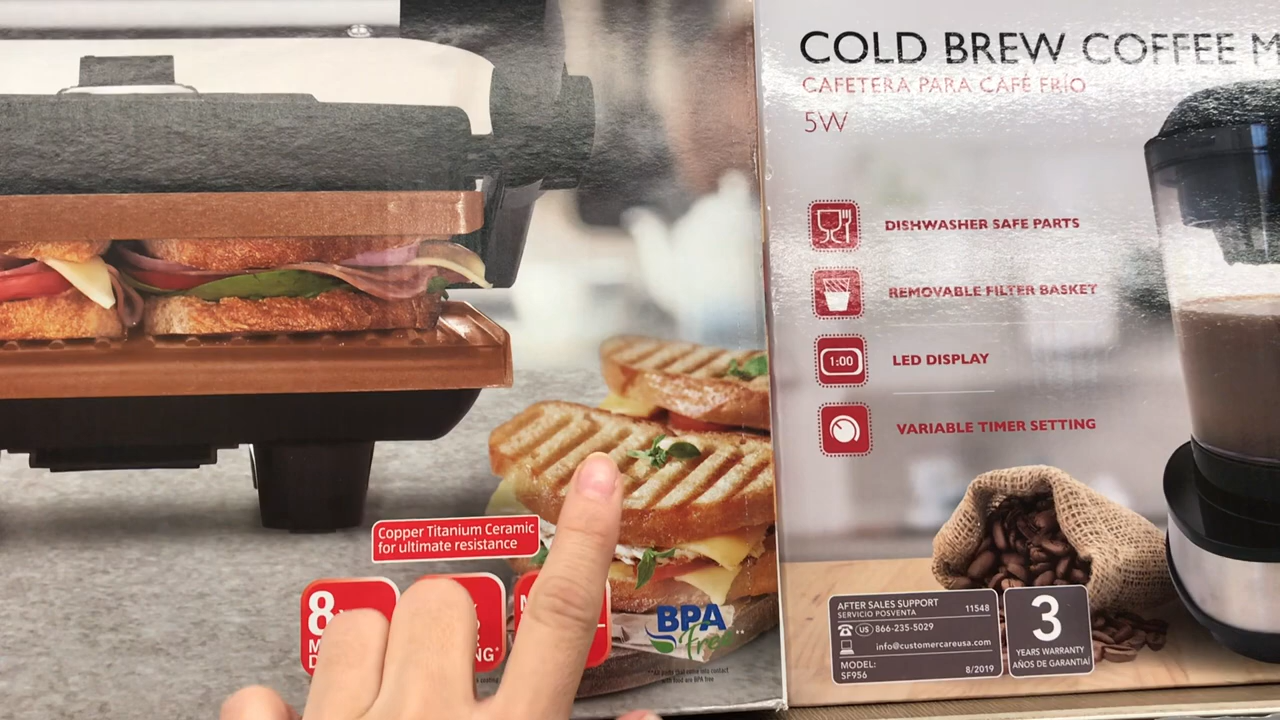 Copper Titanium Ceramic
for ultimate resistance
8
BPA
Free
COLD BREW COFFEE M
CAFETERA PARA CAFÉ FRÍO
5W
DISHWASHER SAFE PARTS
REMOVABLE FILTER BASKET
1:00
LED DISPLAY
VARIABLE TIMER SETTING
AFTER SALES SUPPORT
SERVICIO POSVENTA
11548
US 866-235-5029
info@customercareusa.com
MODEL:
SF956
8/2019
3
YEARS WARRANTY
AÑOS DE GARANTÍA